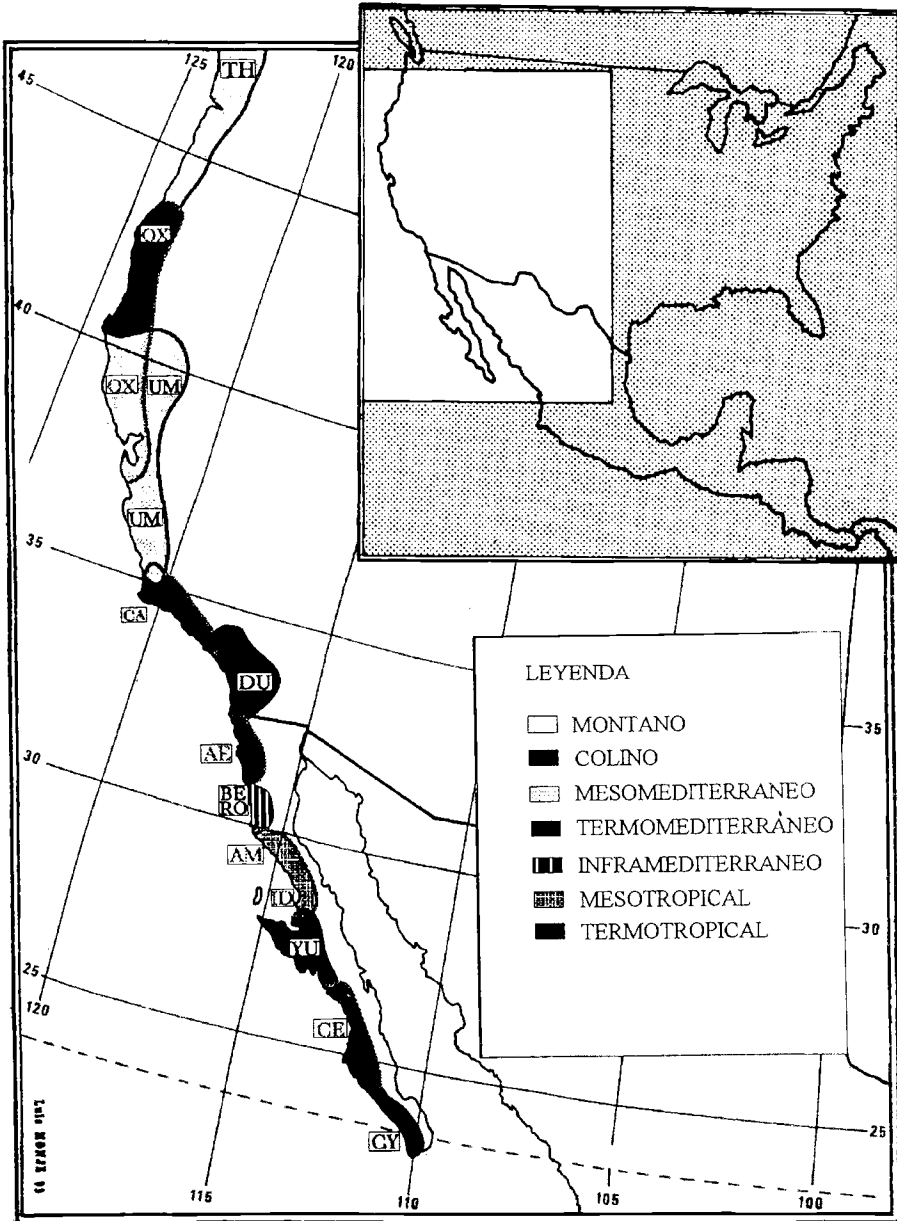 125
120
45
TH
OX
40
OX
UM
UM
35
CA
DU
LEYENDA
MONTANO
COLINO
MESOMEDITERRANEO
TERMOMEDITERRÁNEO
INFRAMEDITERRANEO
MESOTROPICAL
TERMOTROPICAL
35
AE
30
BE
RO
AM
ID
30
YU
25
120
CE
25
CY
115
110
105
100